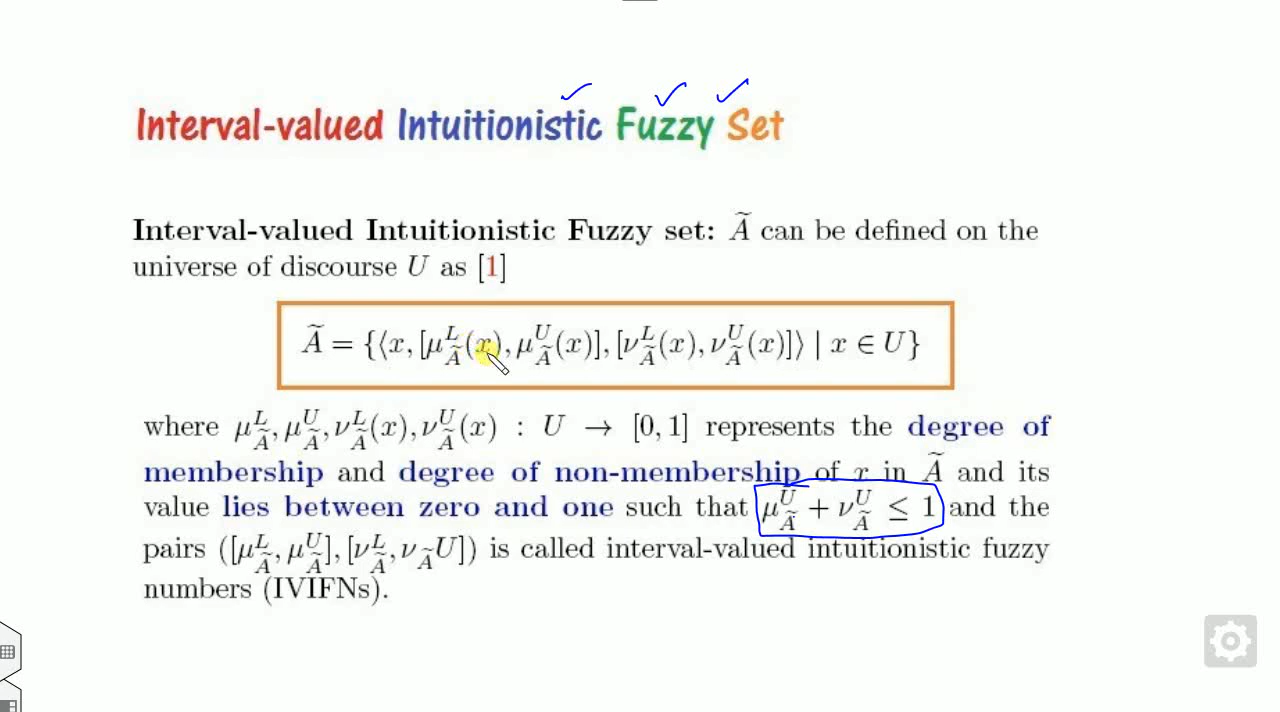 Interval-valued Intuitionistic Fuzzy Set
Interval-valued Intuitionistic Fuzzy set: Ã can be defined on the
universe of discourse U as [1]
Ã = {⟨x, [μ^L_Ã(x), μ^U_Ã(x)], [ν^L_Ã(x), ν^U_Ã(x)]⟩ | x ∈ U}
where μ^L_Ã, μ^U_Ã, ν^L_Ã(x), ν^U_Ã(x) : U → [0, 1] represents the degree of
membership and degree of non-membership of x in Ã and its
value lies between zero and one such that μ^U_Ã + ν^U_Ã ≤ 1 and the
pairs ([μ^L_Ã, μ^U_Ã], [ν^L_Ã, ν_ÃU]) is called interval-valued intuitionistic fuzzy
numbers (IVIFNs).